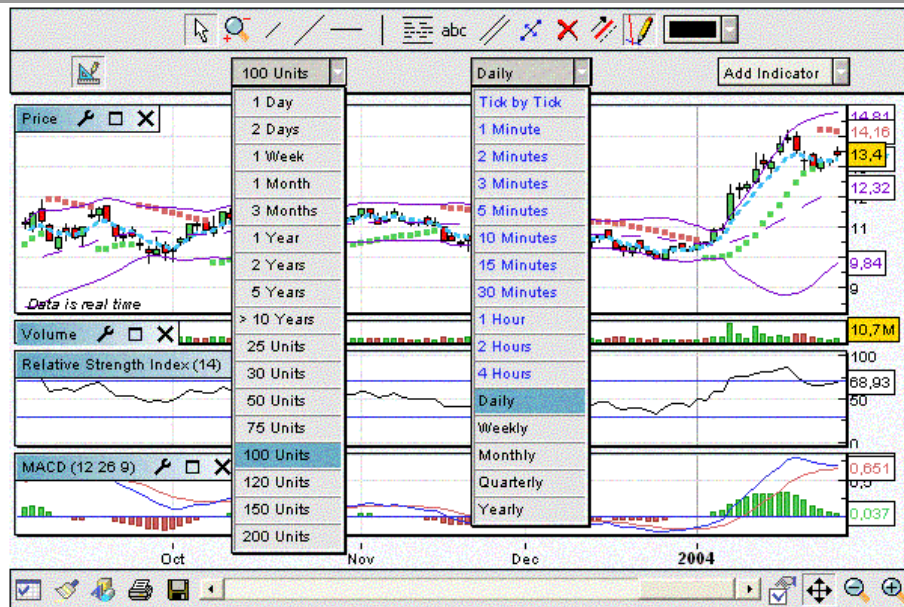 abc
100 Units
Daily
Add Indicator
1 Day
2 Days
1 Week
1 Month
3 Months
1 Year
2 Years
5 Years
> 10 Years
25 Units
30 Units
50 Units
75 Units
100 Units
120 Units
150 Units
200 Units
Tick by Tick
1 Minute
2 Minutes
3 Minutes
5 Minutes
10 Minutes
15 Minutes
30 Minutes
1 Hour
2 Hours
4 Hours
Daily
Weekly
Monthly
Quarterly
Yearly
Price
14,81
14,16
13,4
12,32
11
9,84
9
Data is real time
Volume
10,7M
Relative Strength Index (14)
100
68,93
50
0
MACD (12 26 9)
0,651
0,037
Oct
Nov
Dec
2004